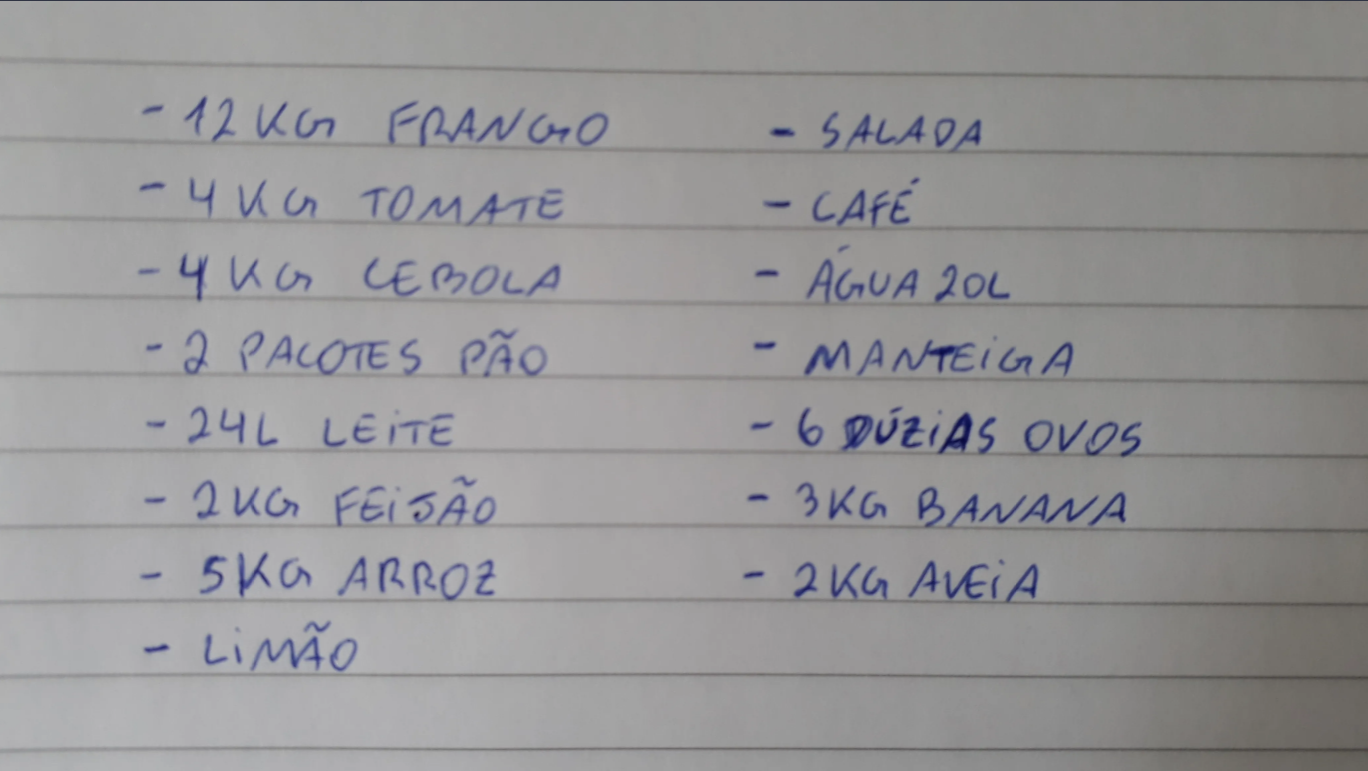 - 12 KG FRANGO
- 4 KG TOMATE
- 4 KG CEBOLA
- 2 PACOTES PÃO
- 24L LEITE
- 2KG FEIJÃO
- 5KG ARROZ
- LIMÃO
- SALADA
- CAFÉ
- ÁGUA 20L
- MANTEIGA
- 6 DÚZIAS OVOS
- 3KG BANANA
- 2KG AVEIA